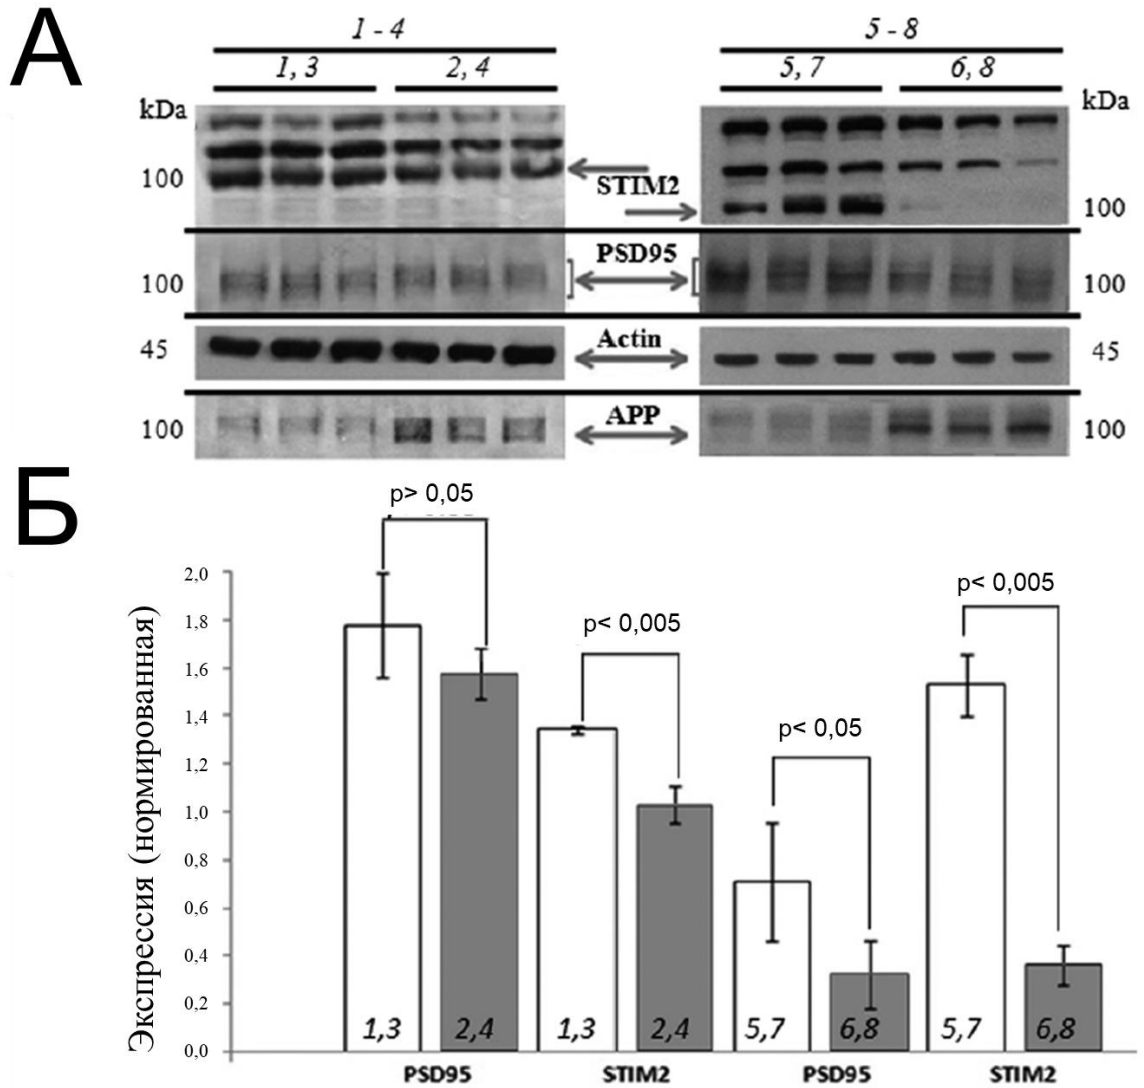 А
1 - 4
5 - 8
1, 3
2, 4
5, 7
6, 8
kDa
kDa
100
STIM2
100
PSD95
100
100
45
Actin
45
100
APP
100
Б
p> 0,05
p< 0,005
p< 0,005
p< 0,05
Экспрессия (нормированная)
2,0
1,8
1,6
1,4
1,2
1,0
0,8
0,6
0,4
0,2
0,0
1,3
2,4
1,3
2,4
5,7
6,8
5,7
6,8
PSD95
STIM2
PSD95
STIM2